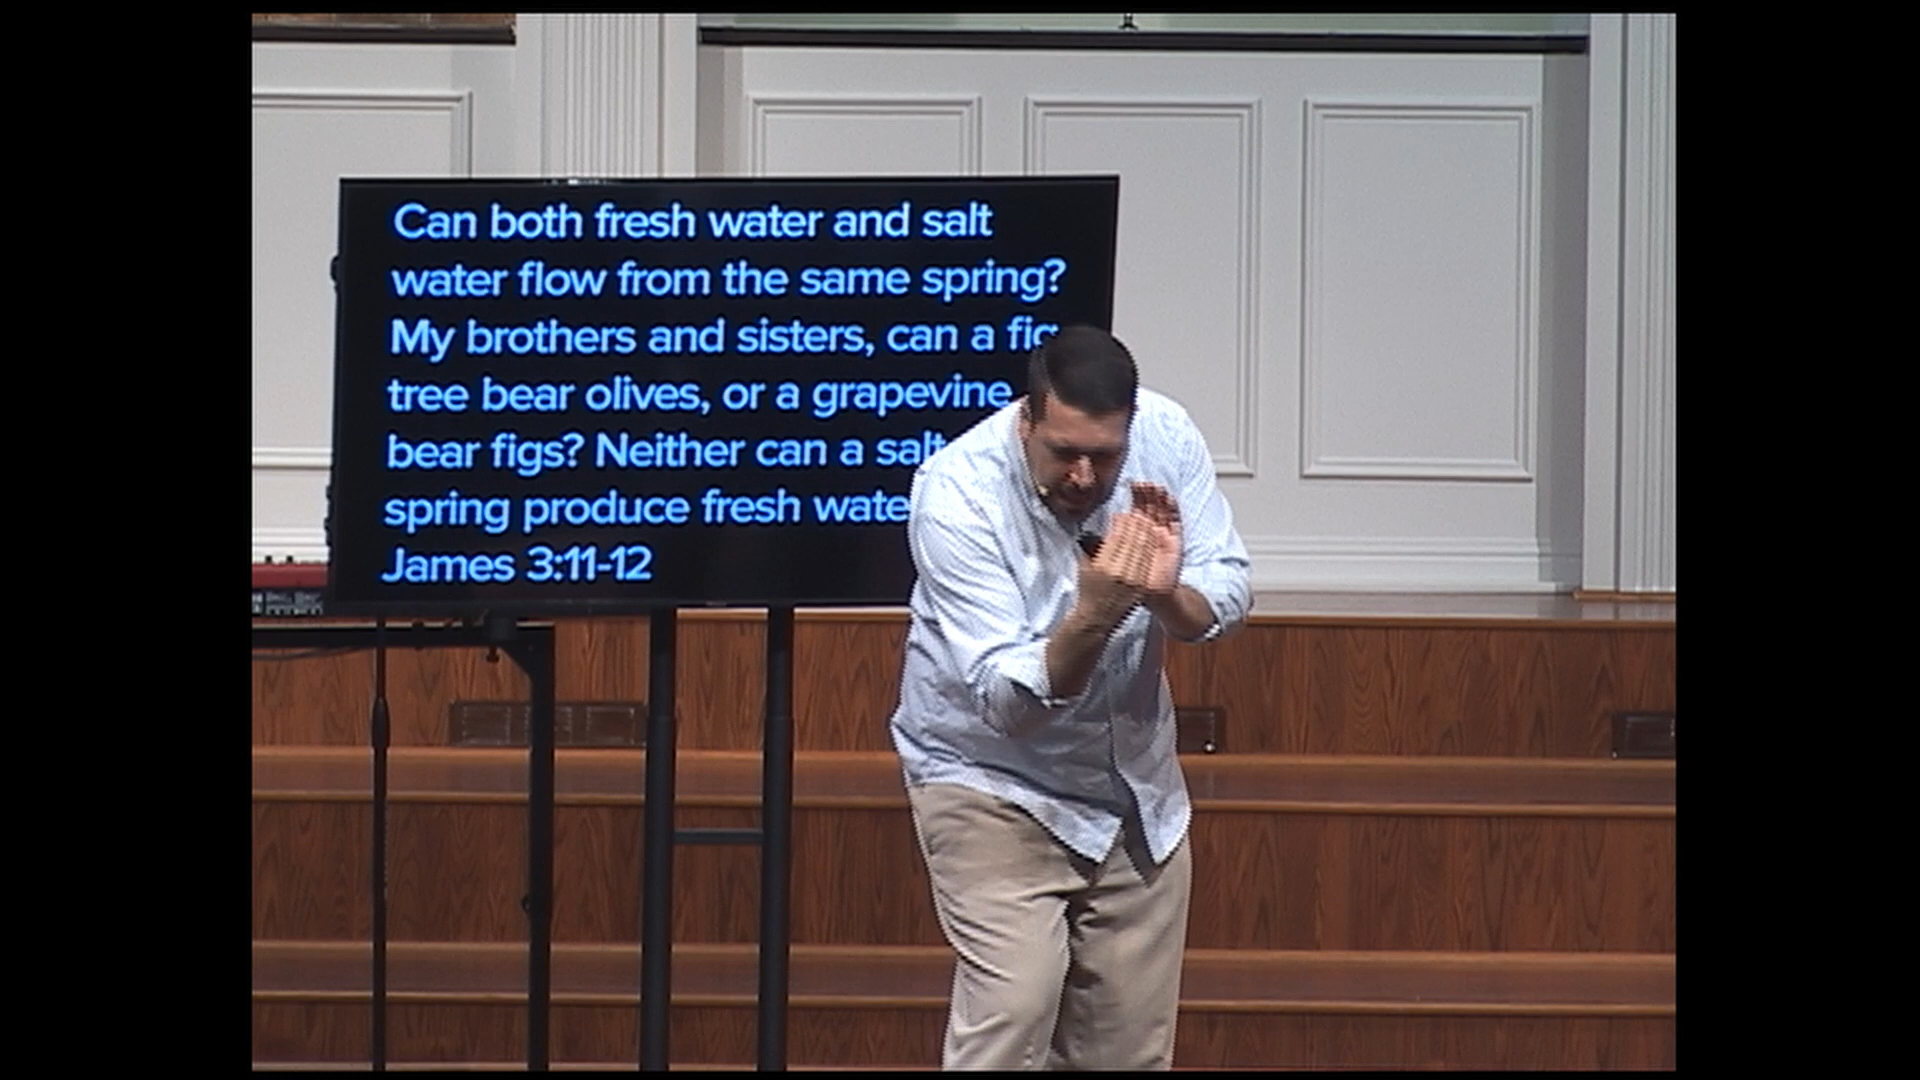 Can both fresh water and salt
water flow from the same spring?
My brothers and sisters, can a
tree bear olives, or a grapevine
bear figs? Neither can a salt
spring produce fresh
James 3:11-12